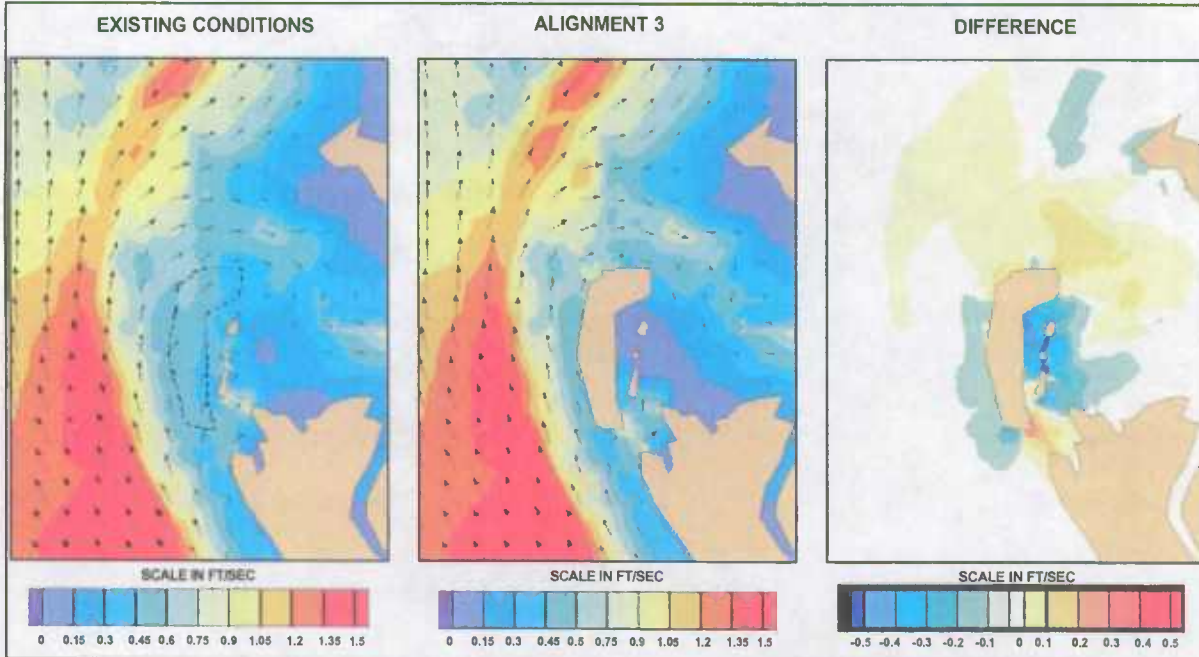 EXISTING CONDITIONS
ALIGNMENT 3
DIFFERENCE
SCALE IN FT/SEC
0 0.15 0.3 0.45 0.6 0.75 0.9 1.05 1.2 1.35 1.5
SCALE IN FT/SEC
0 0.15 0.3 0.45 0.6 0.75 0.9 1.05 1.2 1.35 1.5
SCALE IN FT/SEC
-0.5 -0.4 -0.3 -0.2 -0.1 0 0.1 0.2 0.3 0.4 0.5